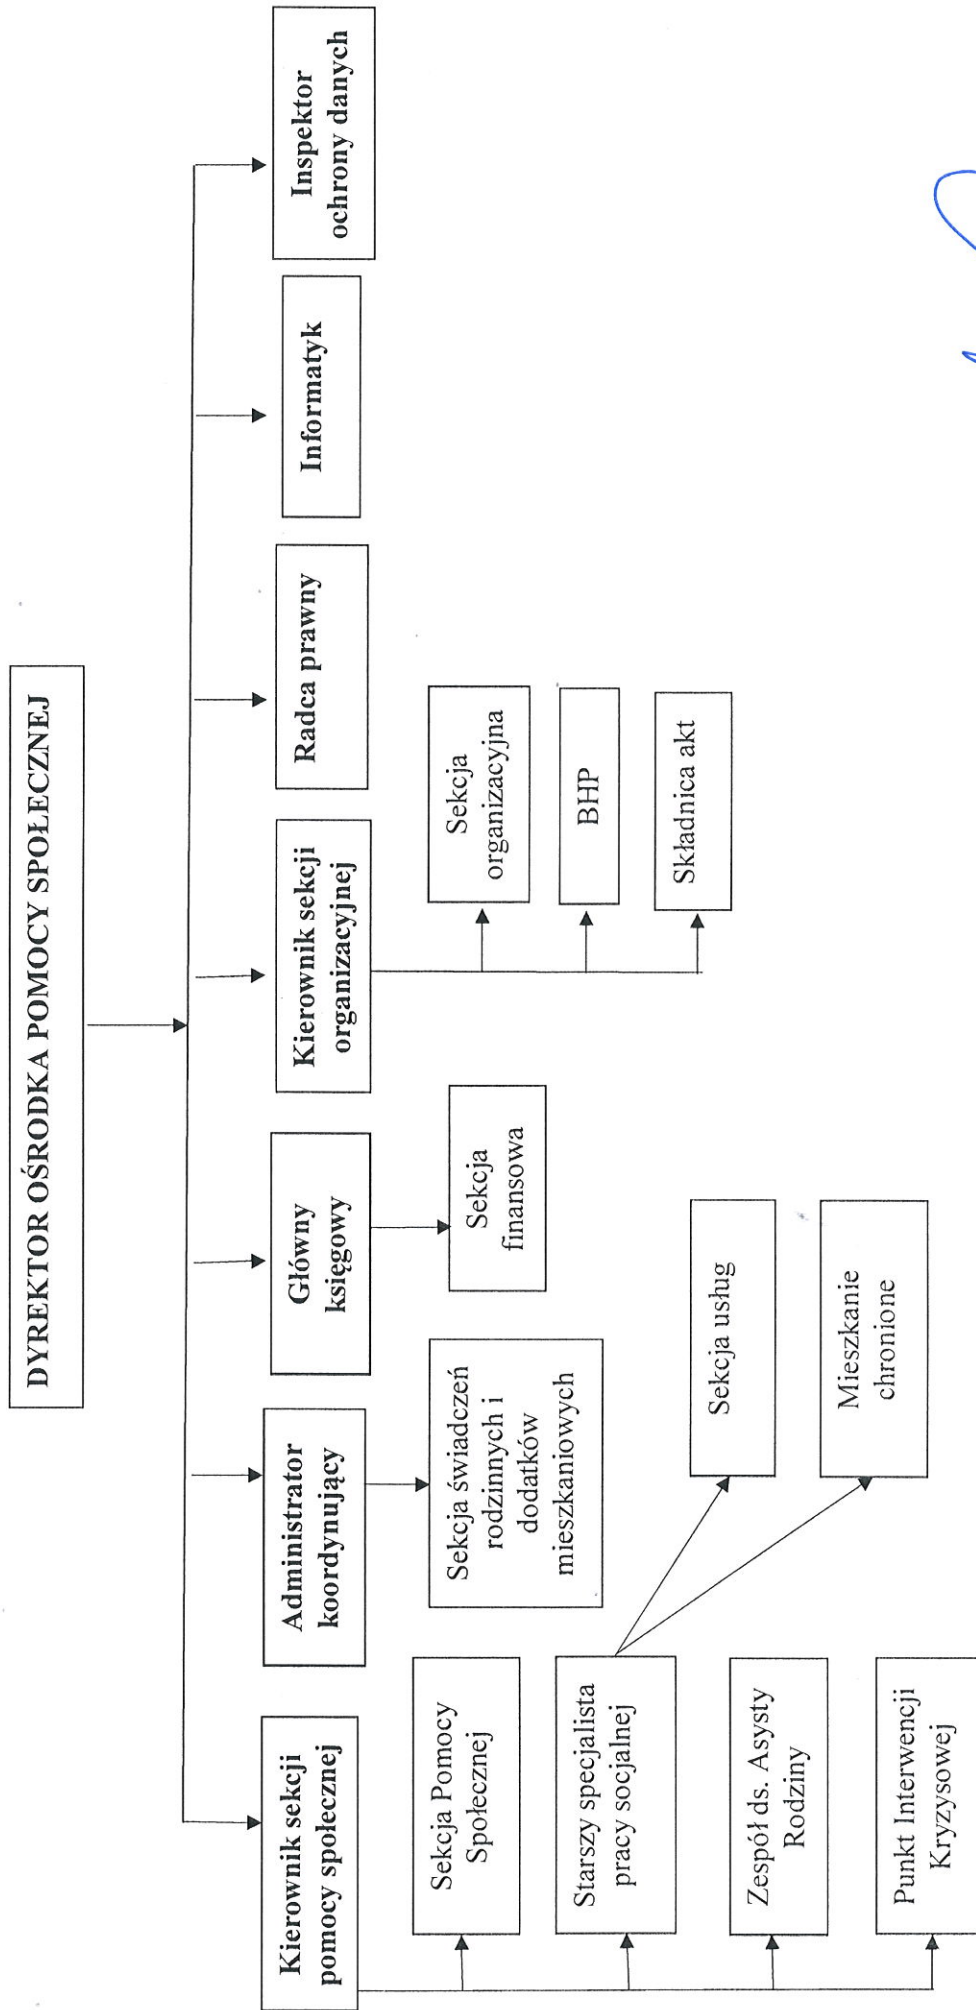 DYREKTOR OŚRODKA POMOCY SPOŁECZNEJ
Kierownik sekcji
pomocy społecznej
Administrator
koordynujący
Główny
księgowy
Kierownik sekcji
organizacyjnej
Radca prawny
Informatyk
Inspektor
ochrony danych
Sekcja Pomocy
Społecznej
Starszy specjalista
pracy socjalnej
Zespół ds. Asysty
Rodziny
Punkt Interwencji
Kryzysowej
Sekcja usług
Mieszkanie
chronione
Sekcja świadczeń
rodzinnych i
dodatków
mieszkaniowych
Sekcja
finansowa
Sekcja
organizacyjna
BHP
Składnica akt